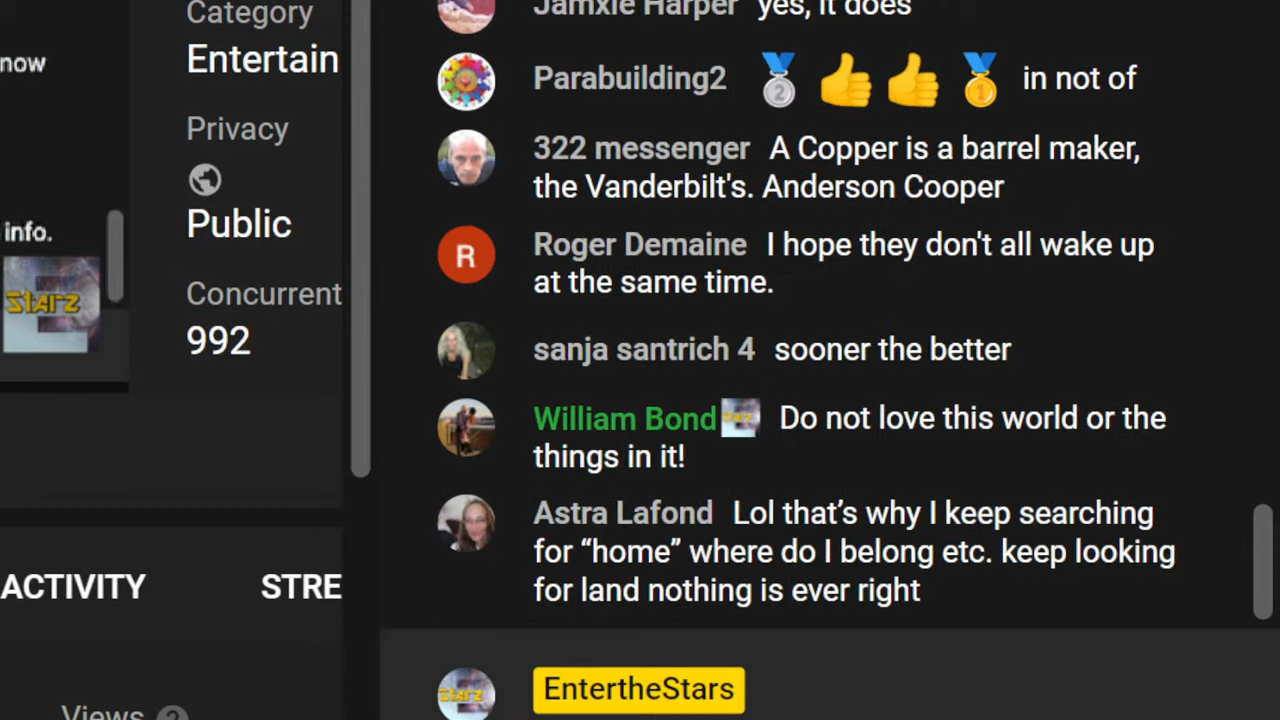 now
info.
Starz
Category
Entertain
Privacy
Public
Concurrent
992
ACTIVITY STRE
Views ?
Jamxie Harper yes, it does
Parabuilding2 🥈👍👍🥇 in not of
322 messenger A Copper is a barrel maker,
the Vanderbilt's. Anderson Cooper
R Roger Demaine I hope they don't all wake up
at the same time.
sanja santrich 4 sooner the better
William Bond Do not love this world or the
things in it!
Astra Lafond Lol that’s why I keep searching
for “home” where do I belong etc. keep looking
for land nothing is ever right
Starz EntertheStars